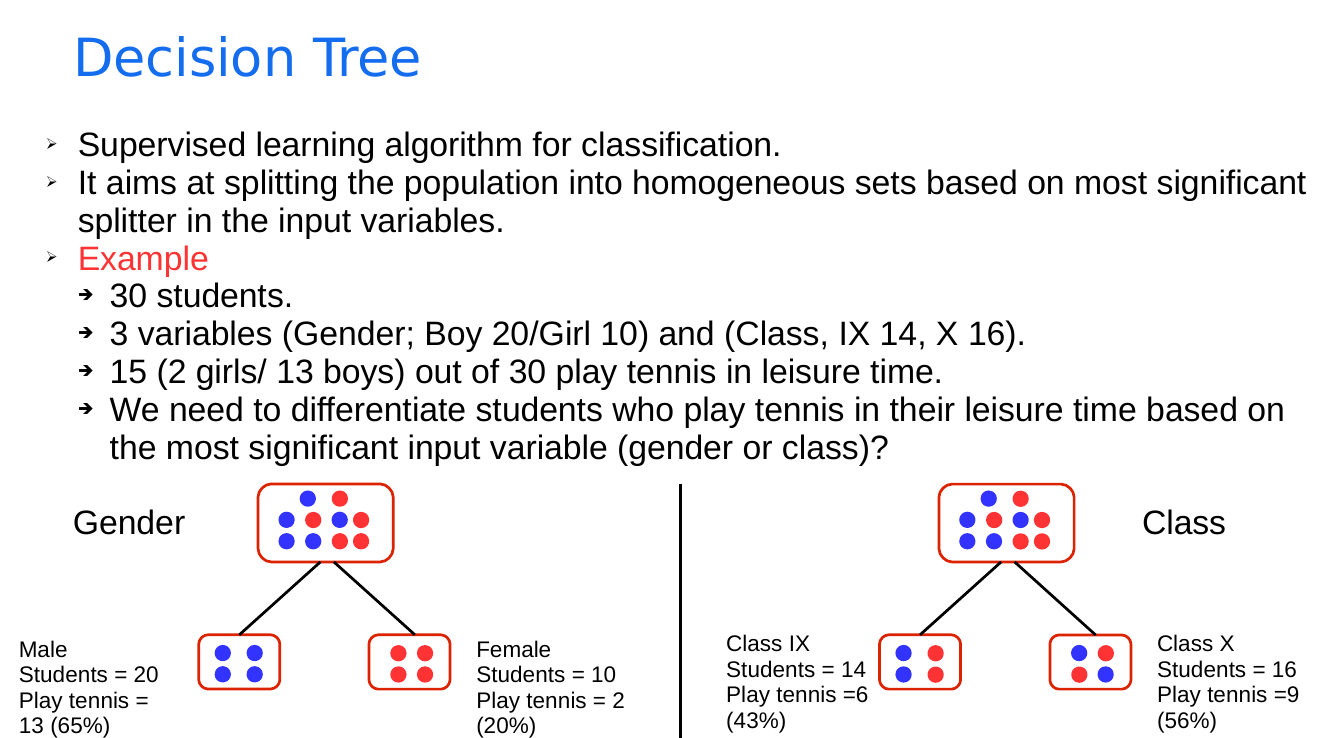 Decision Tree
Supervised learning algorithm for classification.
It aims at splitting the population into homogeneous sets based on most significant
splitter in the input variables.
Example
30 students.
3 variables (Gender; Boy 20/Girl 10) and (Class, IX 14, X 16).
15 (2 girls/ 13 boys) out of 30 play tennis in leisure time.
We need to differentiate students who play tennis in their leisure time based on
the most significant input variable (gender or class)?
Gender
Male
Students = 20
Play tennis =
13 (65%)
Female
Students = 10
Play tennis = 2
(20%)
Class
Class IX
Students = 14
Play tennis =6
(43%)
Class X
Students = 16
Play tennis =9
(56%)